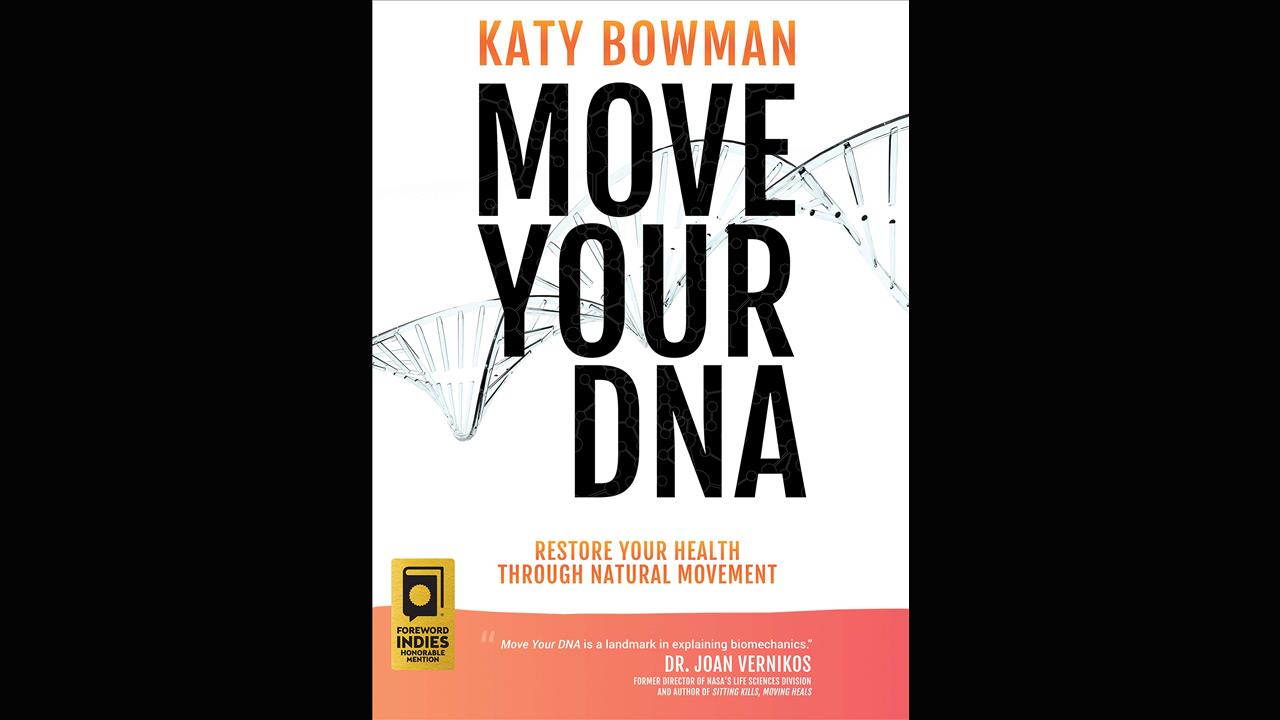 KATY BOWMAN
MOVE
YOUR
DNA
RESTORE YOUR HEALTH
THROUGH NATURAL MOVEMENT
FOREWORD
INDIES
HONORABLE
MENTION
“Move Your DNA is a landmark in explaining biomechanics.”
DR. JOAN VERNIKOS
FORMER DIRECTOR OF NASA'S LIFE SCIENCES DIVISION
AND AUTHOR OF SITTING KILLS, MOVING HEALS